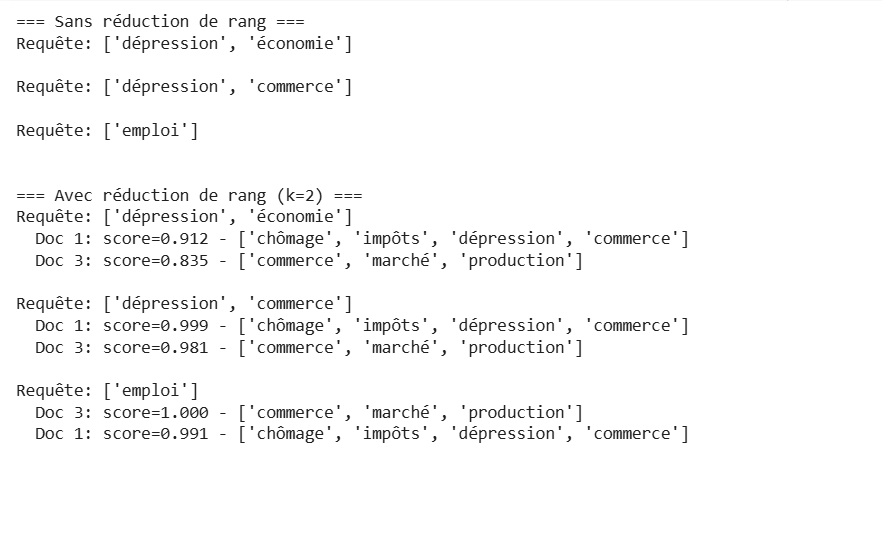 === Sans réduction de rang ===
Requête: ['dépression', 'économie']
Requête: ['dépression', 'commerce']
Requête: ['emploi']
=== Avec réduction de rang (k=2) ===
Requête: ['dépression', 'économie']
  Doc 1: score=0.912 - ['chômage', 'impôts', 'dépression', 'commerce']
  Doc 3: score=0.835 - ['commerce', 'marché', 'production']
Requête: ['dépression', 'commerce']
  Doc 1: score=0.999 - ['chômage', 'impôts', 'dépression', 'commerce']
  Doc 3: score=0.981 - ['commerce', 'marché', 'production']
Requête: ['emploi']
  Doc 3: score=1.000 - ['commerce', 'marché', 'production']
  Doc 1: score=0.991 - ['chômage', 'impôts', 'dépression', 'commerce']